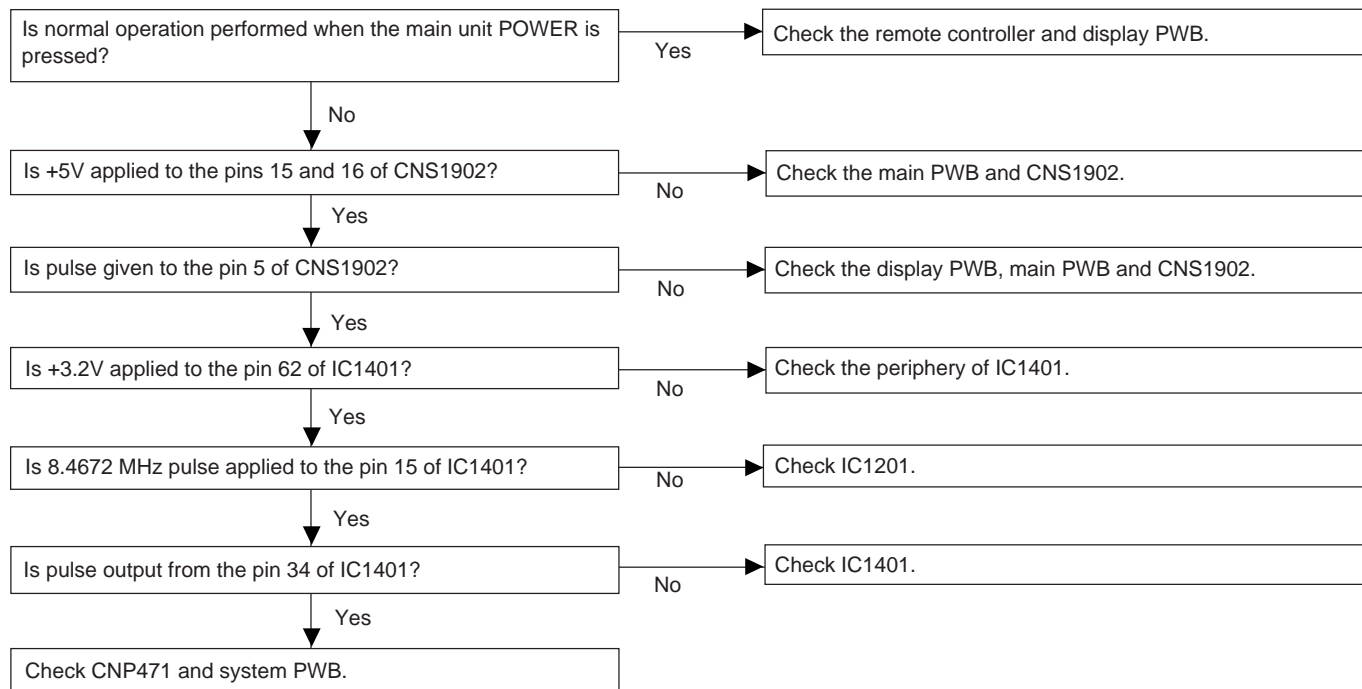 Is normal operation performed when the main unit POWER is
pressed?
Yes
Check the remote controller and display PWB.
No
Is +5V applied to the pins 15 and 16 of CNS1902?
No
Check the main PWB and CNS1902.
Yes
Is pulse given to the pin 5 of CNS1902?
No
Check the display PWB, main PWB and CNS1902.
Yes
Is +3.2V applied to the pin 62 of IC1401?
No
Check the periphery of IC1401.
Yes
Is 8.4672 MHz pulse applied to the pin 15 of IC1401?
No
Check IC1201.
Yes
Is pulse output from the pin 34 of IC1401?
No
Check IC1401.
Yes
Check CNP471 and system PWB.